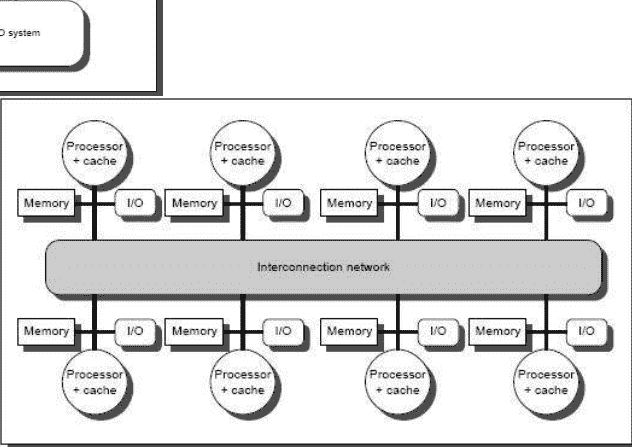 O system
Processor
+ cache
Processor
+ cache
Processor
+ cache
Processor
+ cache
Memory
I/O
Memory
I/O
Memory
I/O
Memory
I/O
Interconnection network
Memory
I/O
Memory
I/O
Memory
I/O
Memory
I/O
Processor
+ cache
Processor
+ cache
Processor
+ cache
Processor
+ cache